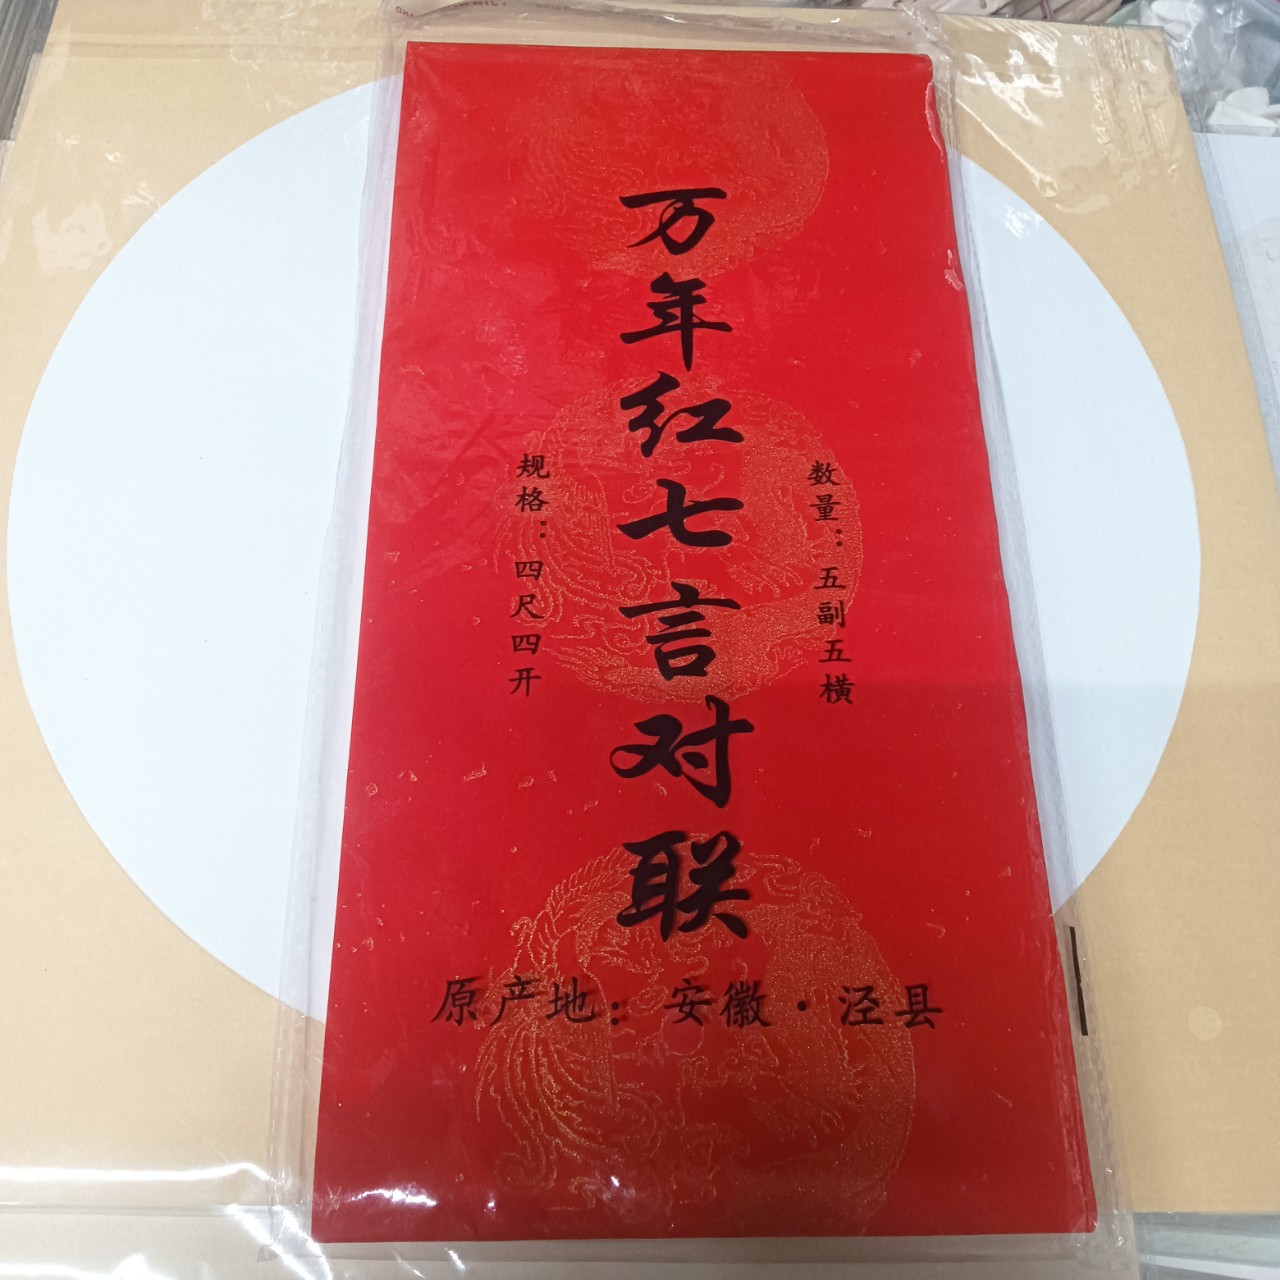 万年红七言对联
规格：四尺四开
数量：五副五横
原产地：安徽·泾县